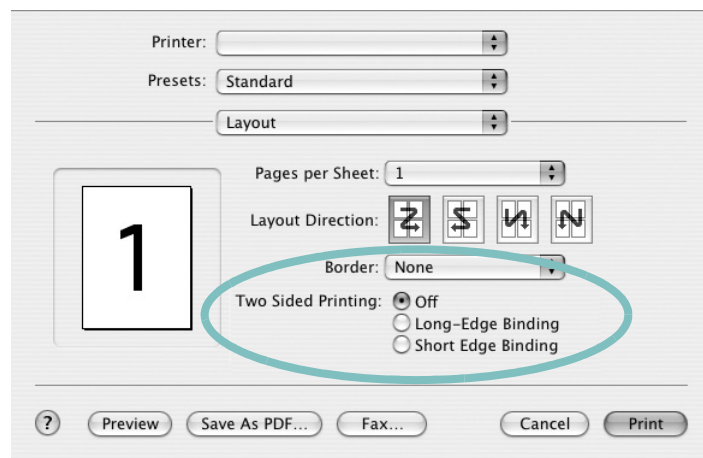 Printer:
Presets: Standard
Layout
Pages per Sheet: 1
Layout Direction:
1
Border: None
Two Sided Printing: Off
Long-Edge Binding
Short Edge Binding
? Preview Save As PDF... Fax... Cancel Print